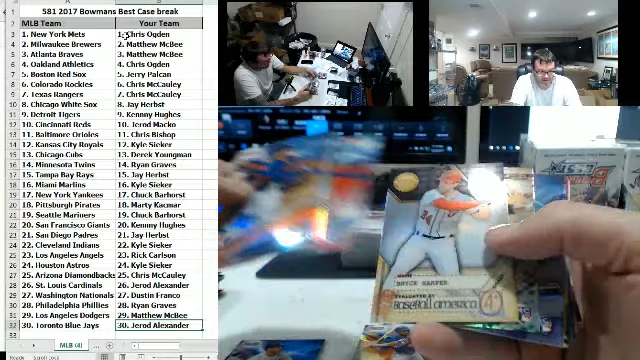 581 2017 Bowmans Best Case break
MLB Team Your Team
1. New York Mets 1. Chris Ogden
2. Milwaukee Brewers 2. Matthew McBee
3. Atlanta Braves 3. Matthew McBee
4. Oakland Athletics 4. Chris Ogden
5. Boston Red Sox 5. Jerry Palcan
6. Colorado Rockies 6. Chris McCauley
7. Texas Rangers 7. Chris McCauley
8. Chicago White Sox 8. Jay Herbst
9. Detroit Tigers 9. Kennny Hughes
10. Cincinnati Reds 10. Jerod Macko
11. Baltimore Orioles 11. Chris Bishop
12. Kansas City Royals 12. Kyle Sieker
13. Chicago Cubs 13. Derek Youngman
14. Minnesota Twins 14. Ryan Graves
15. Tampa Bay Rays 15. Jay Herbst
16. Miami Marlins 16. Kyle Sieker
17. New York Yankees 17. Chuck Barhorst
18. Pittsburgh Pirates 18. Marty Kacmar
19. Seattle Mariners 19. Chuck Barhorst
20. San Francisco Giants 20. Kennny Hughes
21. San Diego Padres 21. Jay Herbst
22. Cleveland Indians 22. Kyle Sieker
23. Los Angeles Angels 23. Rick Carlson
24. Houston Astros 24. Kyle Sieker
25. Arizona Diamondbacks 25. Chris McCauley
26. St. Louis Cardinals 26. Jerod Alexander
27. Washington Nationals 27. Dustin Franco
28. Philadelphia Phillies 28. Ryan Graves
29. Los Angeles Dodgers 29. Matthew McBee
30. Toronto Blue Jays 30. Jerod Alexander
MLB (4)
Ready Scroll Lock
34
NAME
BRYCE HARPER
EVALUATED BY
Baseball America